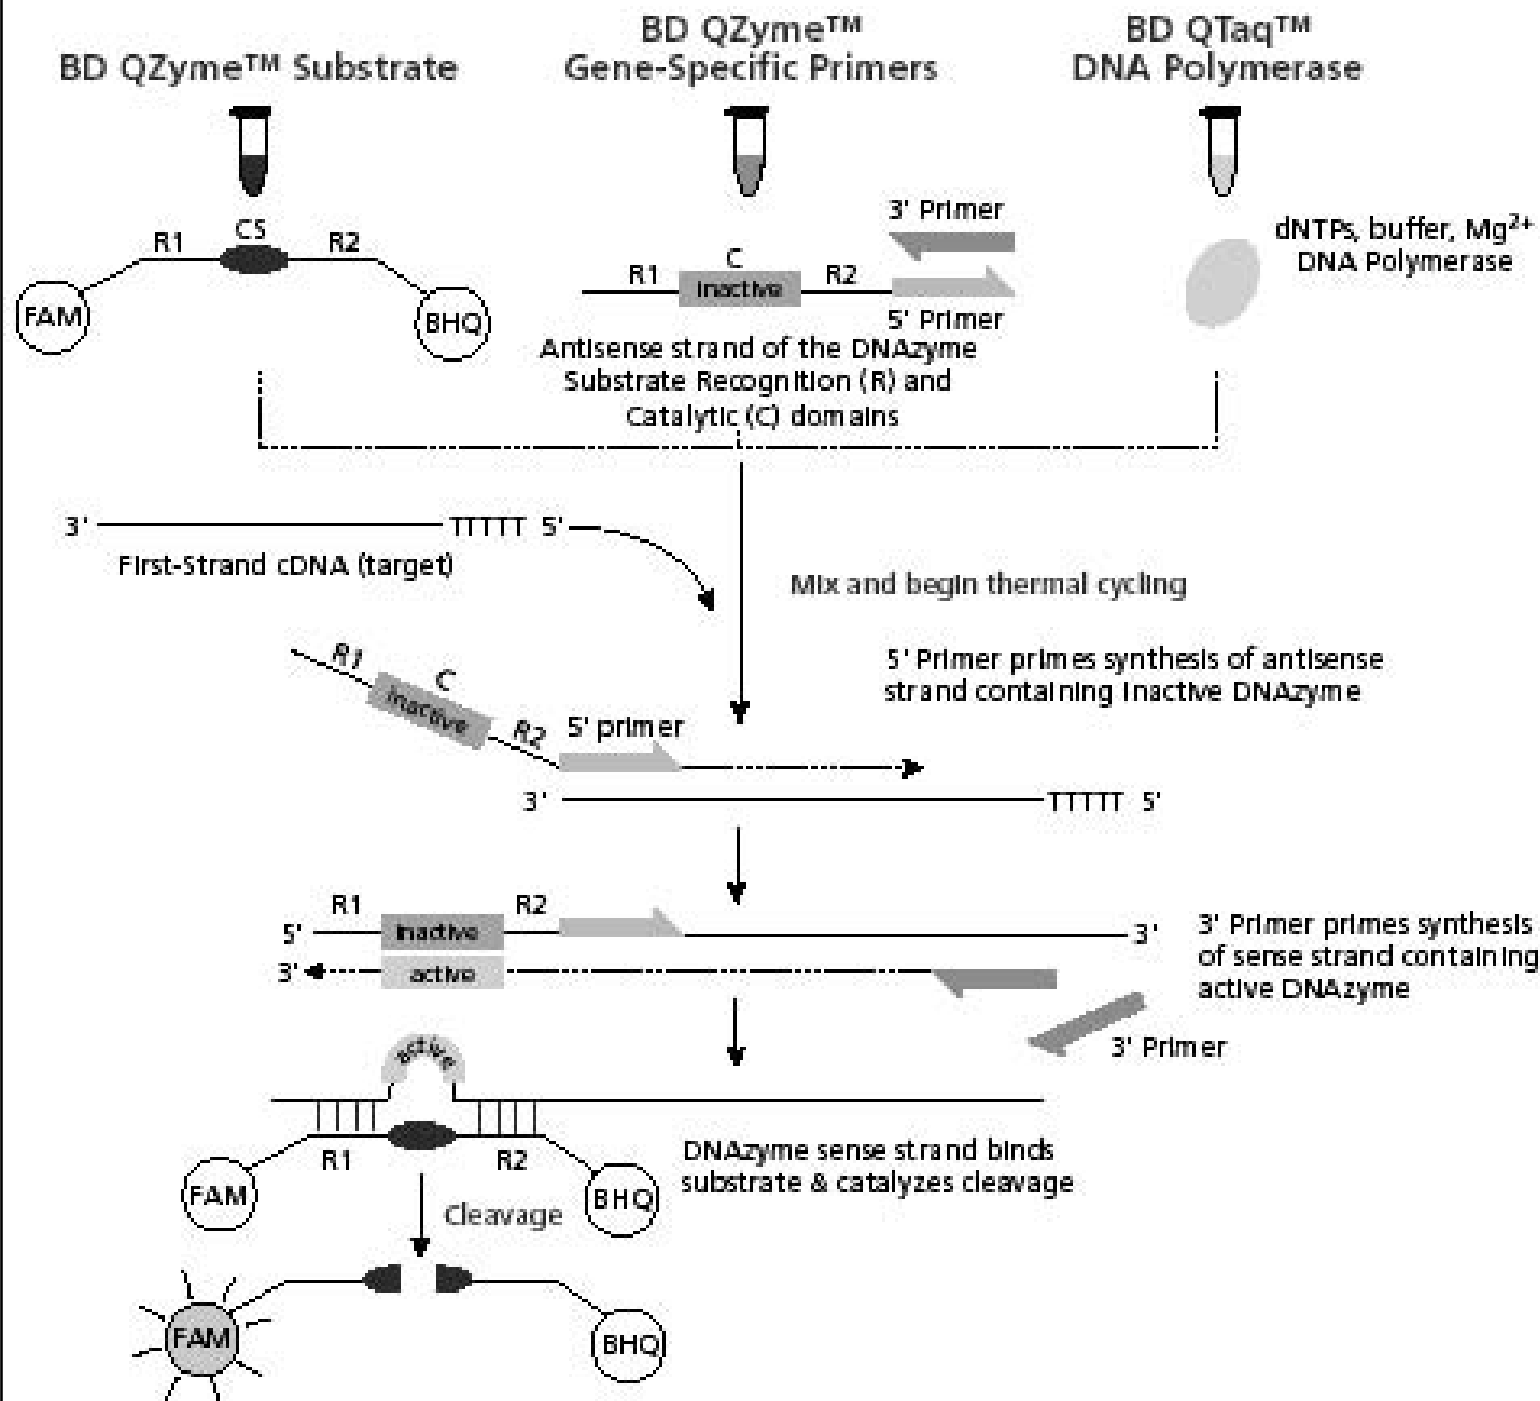 BD QZyme™ Substrate
BD QZyme™
Gene-Specific Primers
BD QTaq™
DNA Polymerase
R1
CS
R2
FAM
BHQ
3' Primer
R1
C
R2
inactive
5' Primer
Antisense strand of the DNAzyme
Substrate Recognition (R) and
Catalytic (C) domains
dNTPs, buffer, Mg2+
DNA Polymerase
3'
TTTTT 5'
First-Strand cDNA (target)
Mix and begin thermal cycling
R1
C
inactive
R2
5' primer
5' Primer primes synthesis of antisense
strand containing inactive DNAzyme
3'
TTTTT 5'
R1
R2
5'
inactive
3'
3'
active
3' Primer primes synthesis
of sense strand containing
active DNAzyme
3' Primer
active
R1
R2
FAM
BHQ
DNAzyme sense strand binds
substrate & catalyzes cleavage
Cleavage
FAM
BHQ